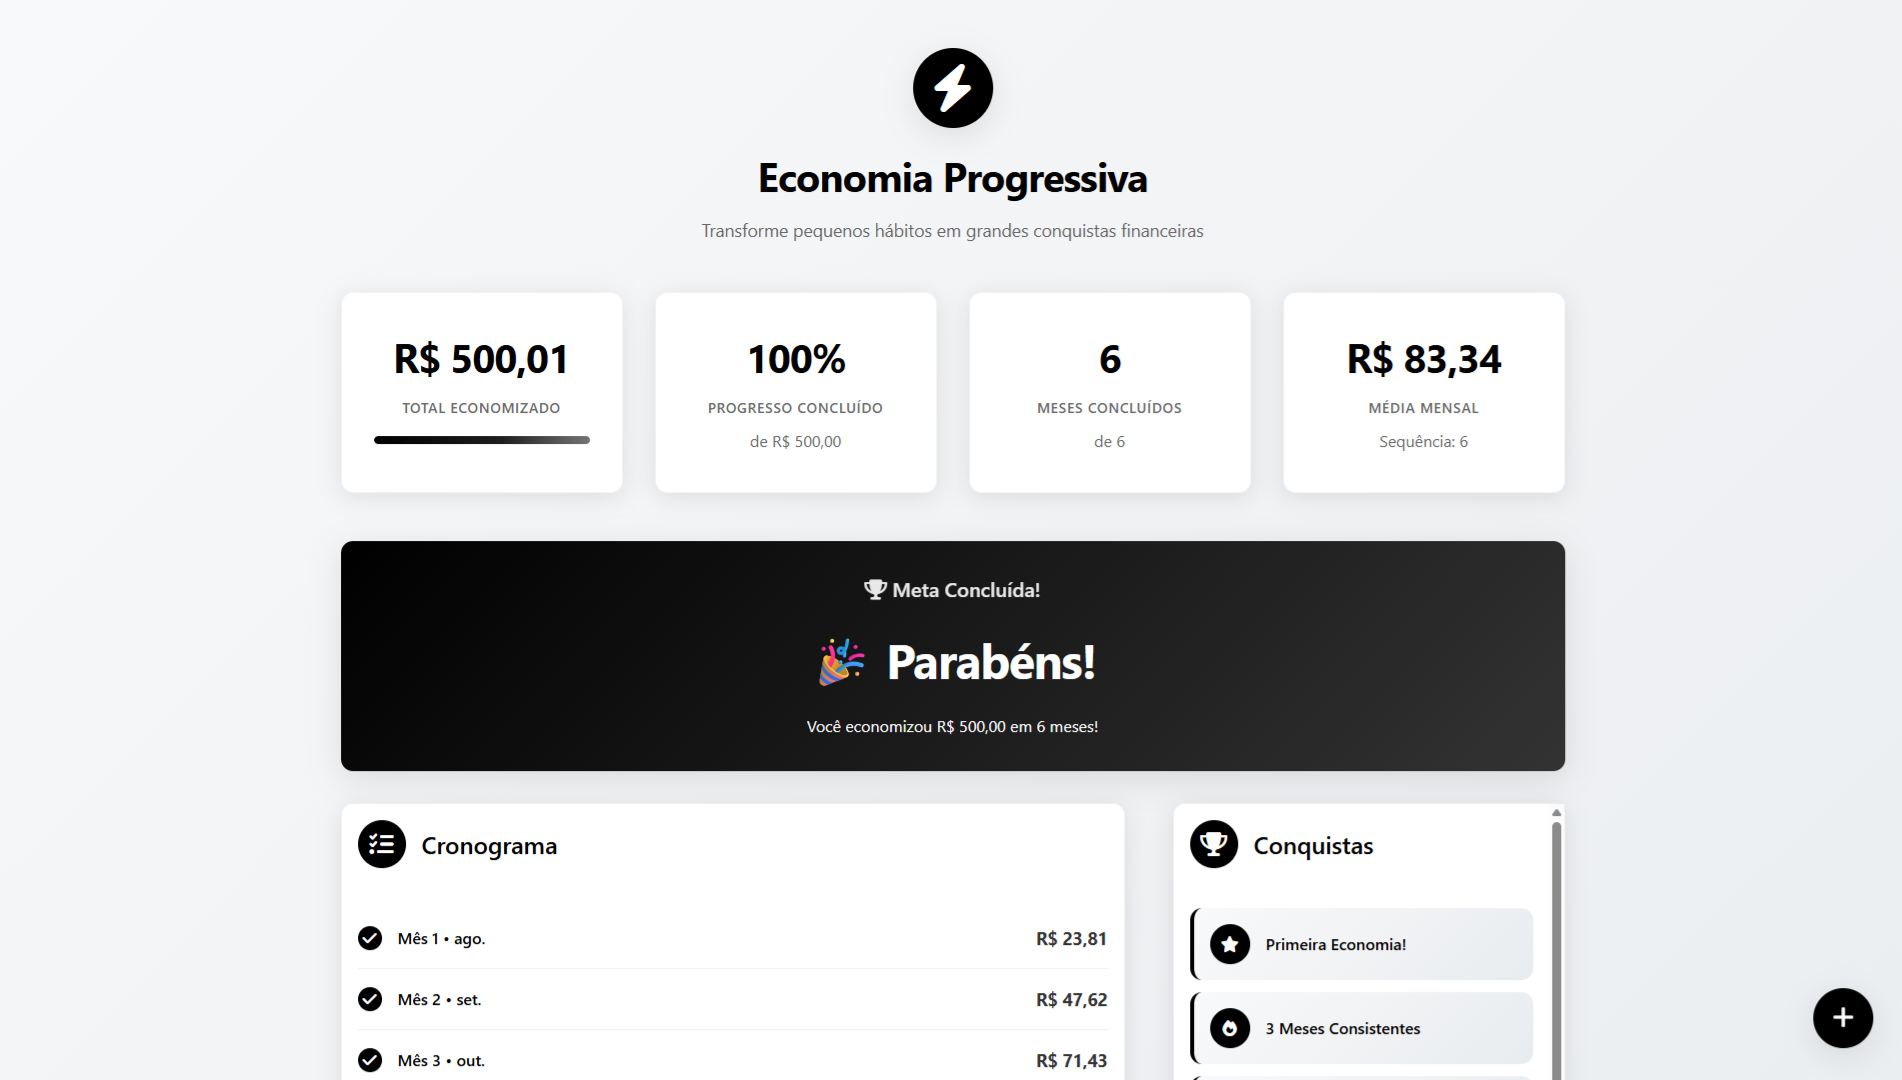 Economia Progressiva
Transforme pequenos hábitos em grandes conquistas financeiras
R$ 500,01
TOTAL ECONOMIZADO
100%
PROGRESSO CONCLUÍDO
de R$ 500,00
6
MESES CONCLUÍDOS
de 6
R$ 83,34
MÉDIA MENSAL
Sequência: 6
Meta Concluída!
🎉 Parabéns!
Você economizou R$ 500,00 em 6 meses!
Cronograma
Mês 1 • ago. R$ 23,81
Mês 2 • set. R$ 47,62
Mês 3 • out. R$ 71,43
Conquistas
Primeira Economia!
3 Meses Consistentes